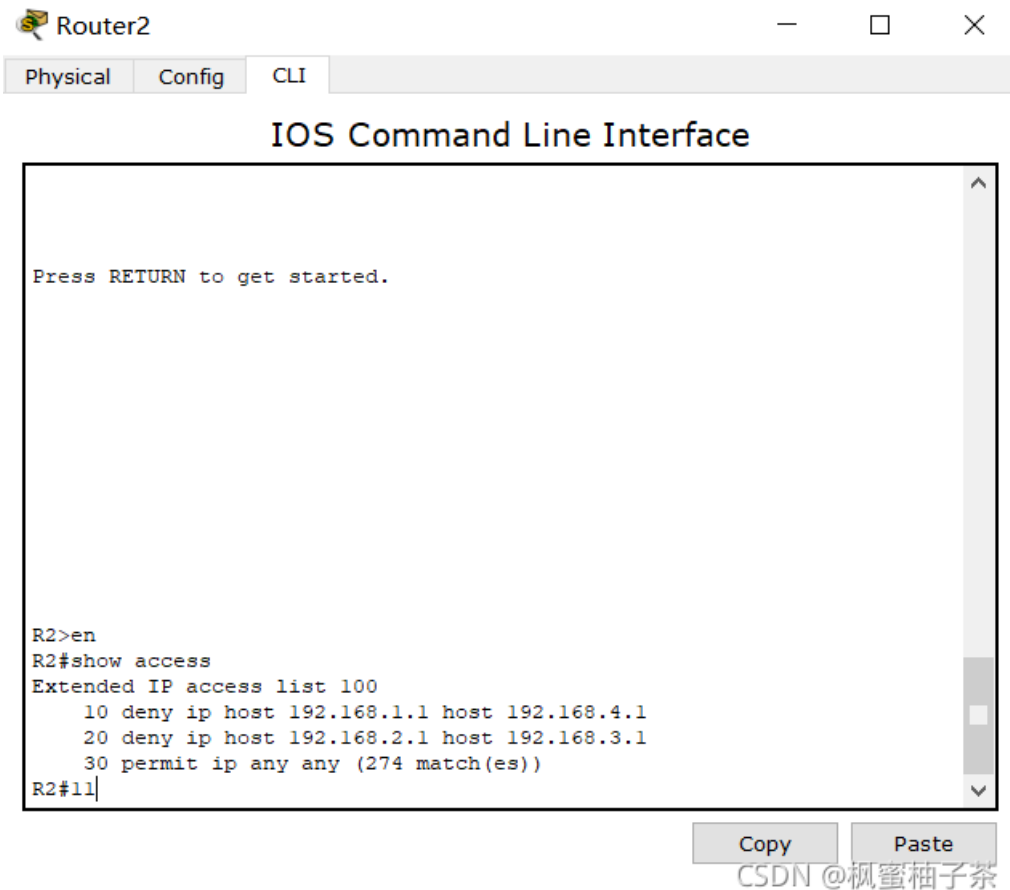 Router2
Physical Config CLI
IOS Command Line Interface
Press RETURN to get started.
R2>en
R2#show access
Extended IP access list 100
10 deny ip host 192.168.1.1 host 192.168.4.1
20 deny ip host 192.168.2.1 host 192.168.3.1
30 permit ip any any (274 match(es))
R2#ll
Copy Paste
CSDN @枫蜜柚子茶